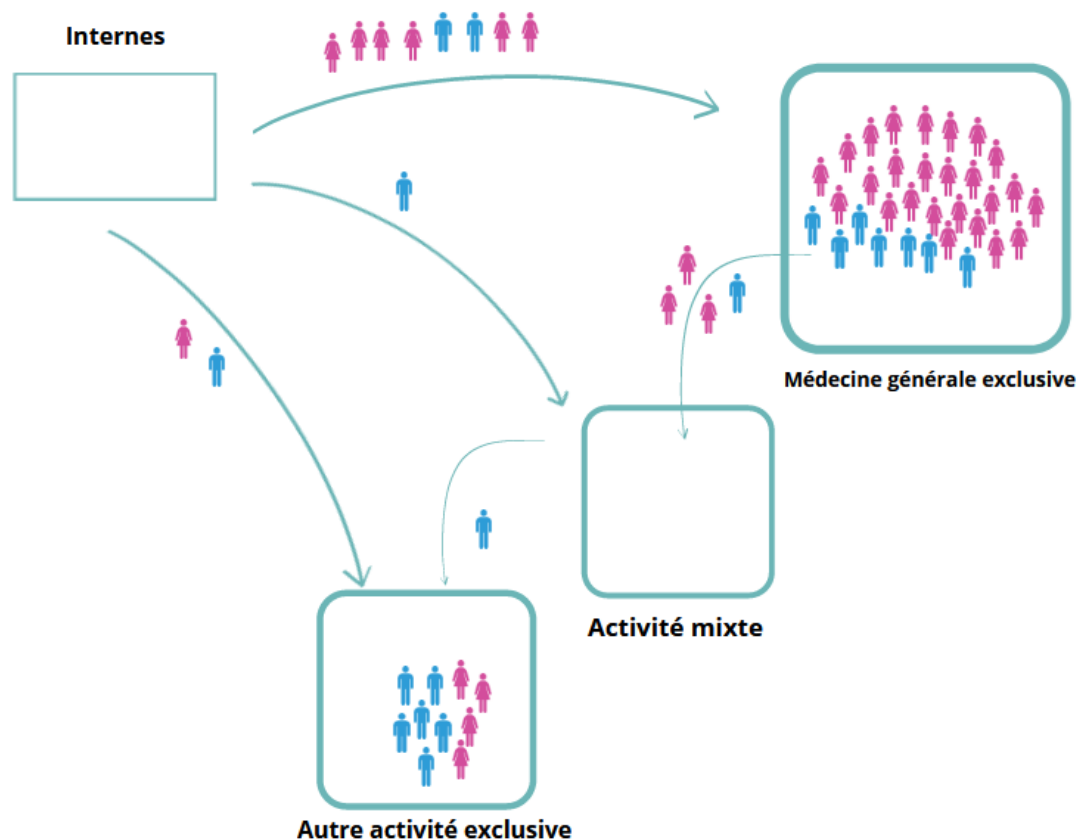 Internes
Médecine générale exclusive
Activité mixte
Autre activité exclusive